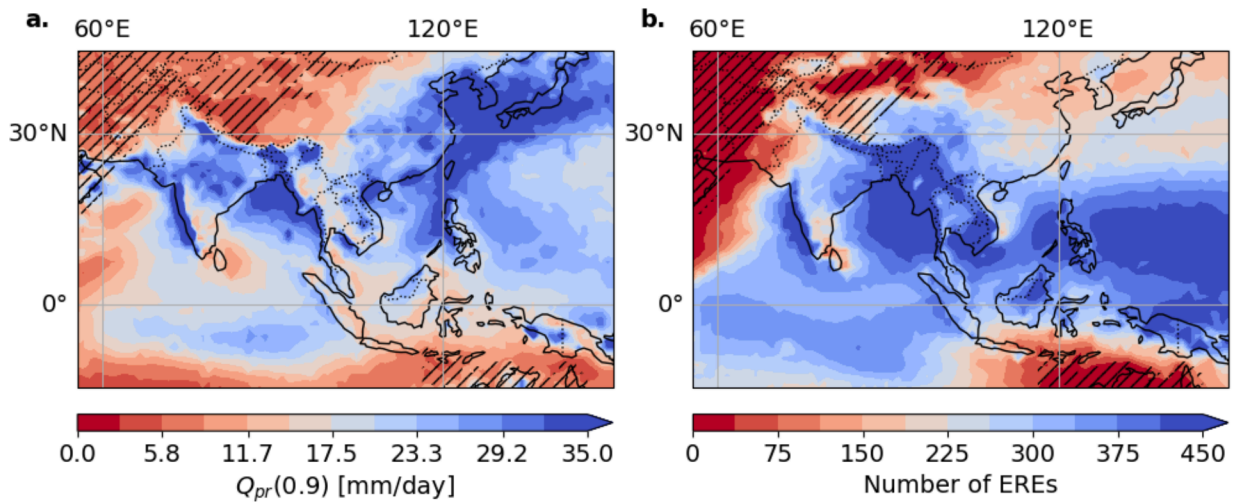 a.
60°E 120°E
30°N
0°
0.0 5.8 11.7 17.5 23.3 29.2 35.0
Qpr(0.9) [mm/day]
b.
60°E 120°E
30°N
0°
0 75 150 225 300 375 450
Number of EREs